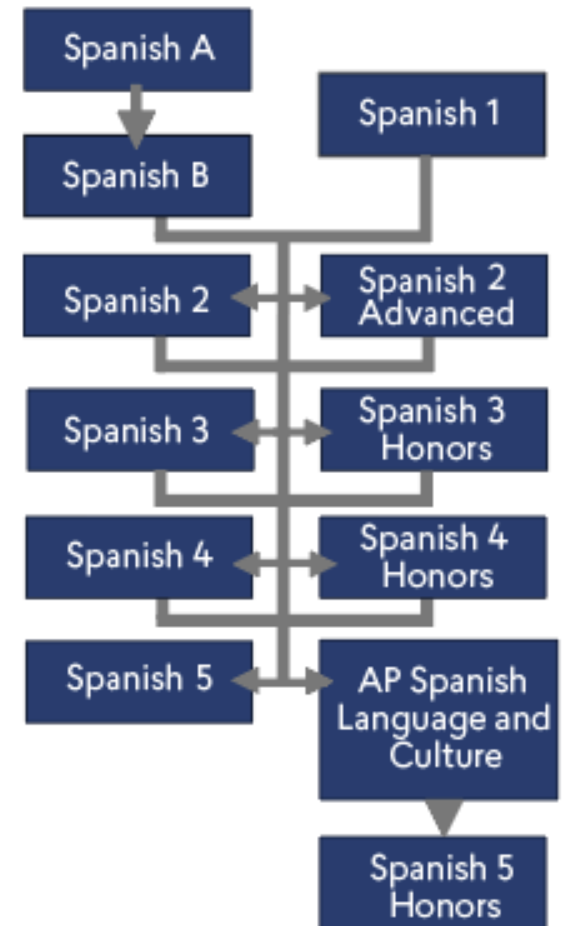 Spanish A
Spanish 1
Spanish B
Spanish 2
Spanish 2
Advanced
Spanish 3
Spanish 3
Honors
Spanish 4
Spanish 4
Honors
Spanish 5
AP Spanish
Language and
Culture
Spanish 5
Honors